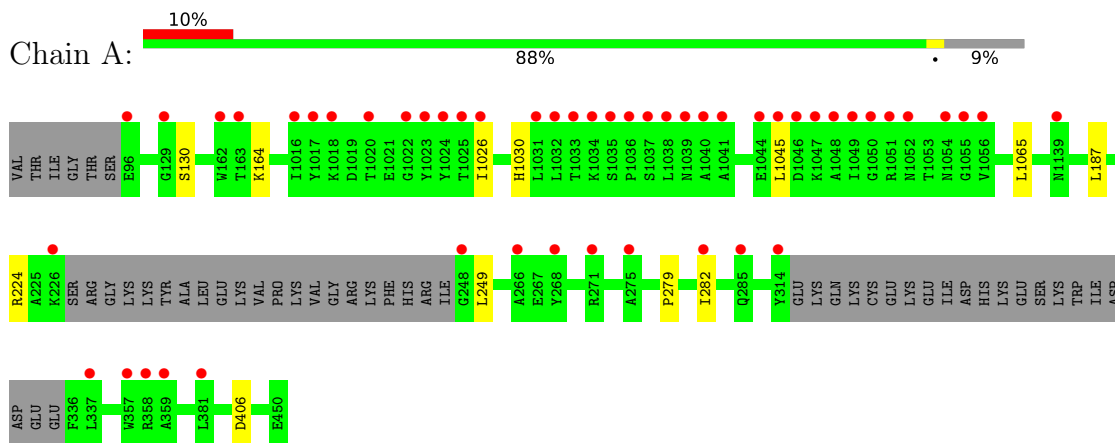 10%
Chain A:
88% • 9%
VAL THR ILE GLY THR SER E96 G129 S130 W162 T163 K164 I1016 Y1017 K1018 D1019 T1020 E1021 G1022 Y1023 Y1024 T1025 I1026 H1030 L1031 L1032 T1033 K1034 S1035 P1036 S1037 L1038 N1039 A1040 A1041 E1044 L1045 D1046 K1047 A1048 I1049 G1050 R1051 N1052 T1053 N1054 G1055 V1056 L1065 N1139 L187
R224 A225 K226 SER ARG GLY LYS LYS TYR ALA LEU GLU LYS VAL PRO LYS VAL GLY ARG LYS PHE HIS ARG ILE G248 L249 A266 E267 Y268 R271 A275 P279 I282 Q285 Y314 GLU LYS GLN LYS CYS GLU LYS GLU ILE ASP HIS LYS GLU SER LYS TRP ILE ASP
ASP GLU GLU F336 L337 W357 R358 A359 L381 D406 E450